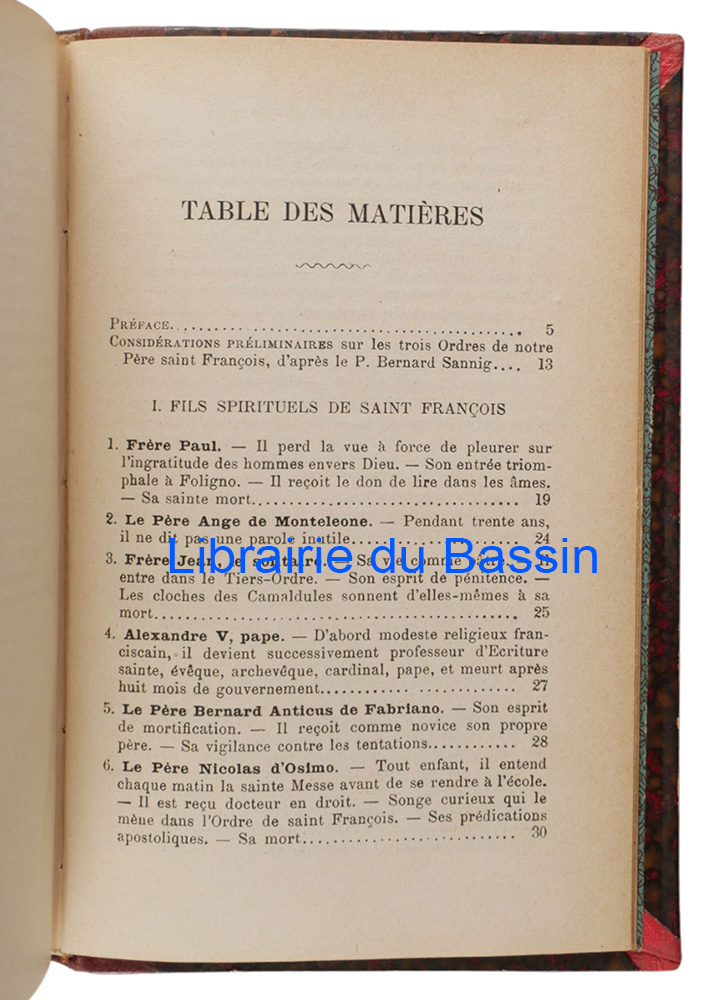 TABLE DES MATIÈRES
PRÉFACE. 5
CONSIDÉRATIONS PRÉLIMINAIRES sur les trois Ordres de notre
Père saint François, d'après le P. Bernard Sannig.... 13
I. FILS SPIRITUELS DE SAINT FRANÇOIS
1. Frère Paul. — Il perd la vue à force de pleurer sur
l'ingratitude des hommes envers Dieu. — Son entrée triom-
phale à Foligno. — Il reçoit le don de lire dans les âmes.
— Sa sainte mort. 19
2. Le Père Ange de Monteleone. — Pendant trente ans,
il ne dit pas une parole inutile. 24
Librairie du Bassin
3. Frère Jean, le solitaire. — Sa vie comme pâtre. — Il
entre dans le Tiers-Ordre. — Son esprit de pénitence. —
Les cloches des Camaldules sonnent d'elles-mêmes à sa
mort. 25
4. Alexandre V, pape. — D'abord modeste religieux fran-
ciscain, il devient successivement professeur d'Ecriture
sainte, évêque, archevêque, cardinal, pape, et meurt après
huit mois de gouvernement. 27
5. Le Père Bernard Anticus de Fabriano. — Son esprit
de mortification. — Il reçoit comme novice son propre
père. — Sa vigilance contre les tentations. 28
6. Le Père Nicolas d'Osimo. — Tout enfant, il entend
chaque matin la sainte Messe avant de se rendre à l'école.
— Il est reçu docteur en droit. — Songe curieux qui le
mène dans l'Ordre de saint François. — Ses prédications
apostoliques. — Sa mort. 30